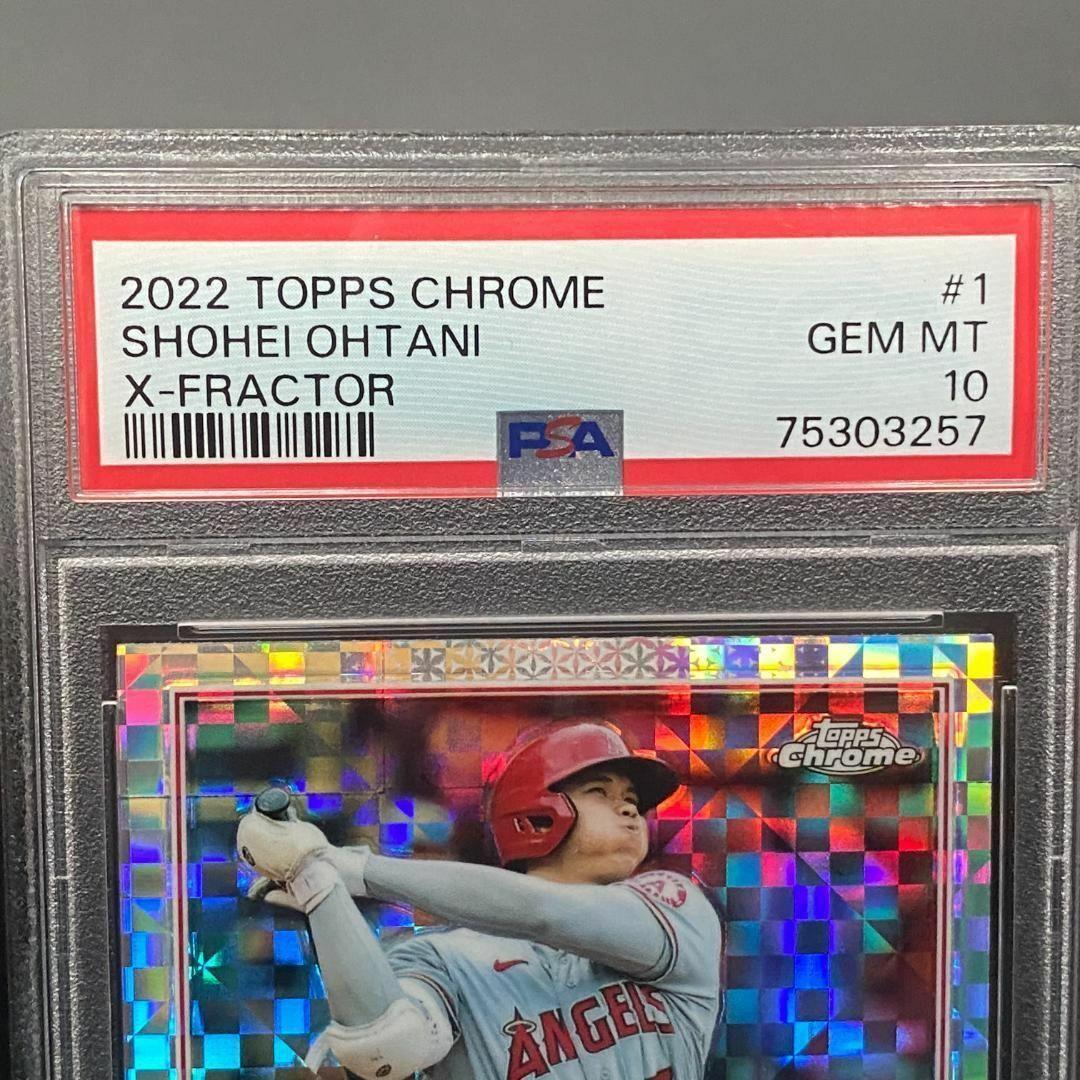 2022 TOPPS CHROME #1
SHOHEI OHTANI GEM MT
X-FRACTOR 10
75303257
PSA
topps
Chrome
ANGELS